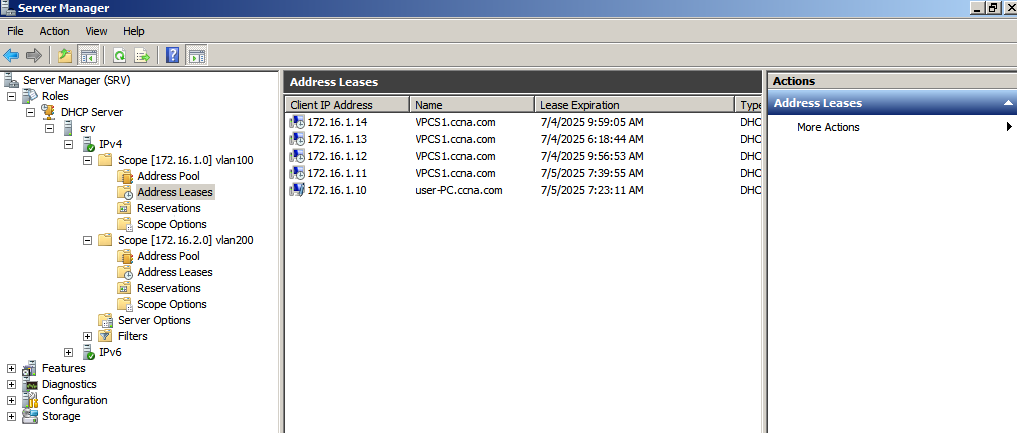 Server Manager
File Action View Help
Server Manager (SRV)
Roles
DHCP Server
srv
IPv4
Scope [172.16.1.0] vlan100
Address Pool
Address Leases
Reservations
Scope Options
Scope [172.16.2.0] vlan200
Address Pool
Address Leases
Reservations
Scope Options
Server Options
Filters
IPv6
Features
Diagnostics
Configuration
Storage
Address Leases
Client IP Address Name Lease Expiration Type
172.16.1.14 VPCS1.ccna.com 7/4/2025 9:59:05 AM DHC
172.16.1.13 VPCS1.ccna.com 7/4/2025 6:18:44 AM DHC
172.16.1.12 VPCS1.ccna.com 7/4/2025 9:56:53 AM DHC
172.16.1.11 VPCS1.ccna.com 7/5/2025 7:39:55 AM DHC
172.16.1.10 user-PC.ccna.com 7/5/2025 7:23:11 AM DHC
Actions
Address Leases
More Actions